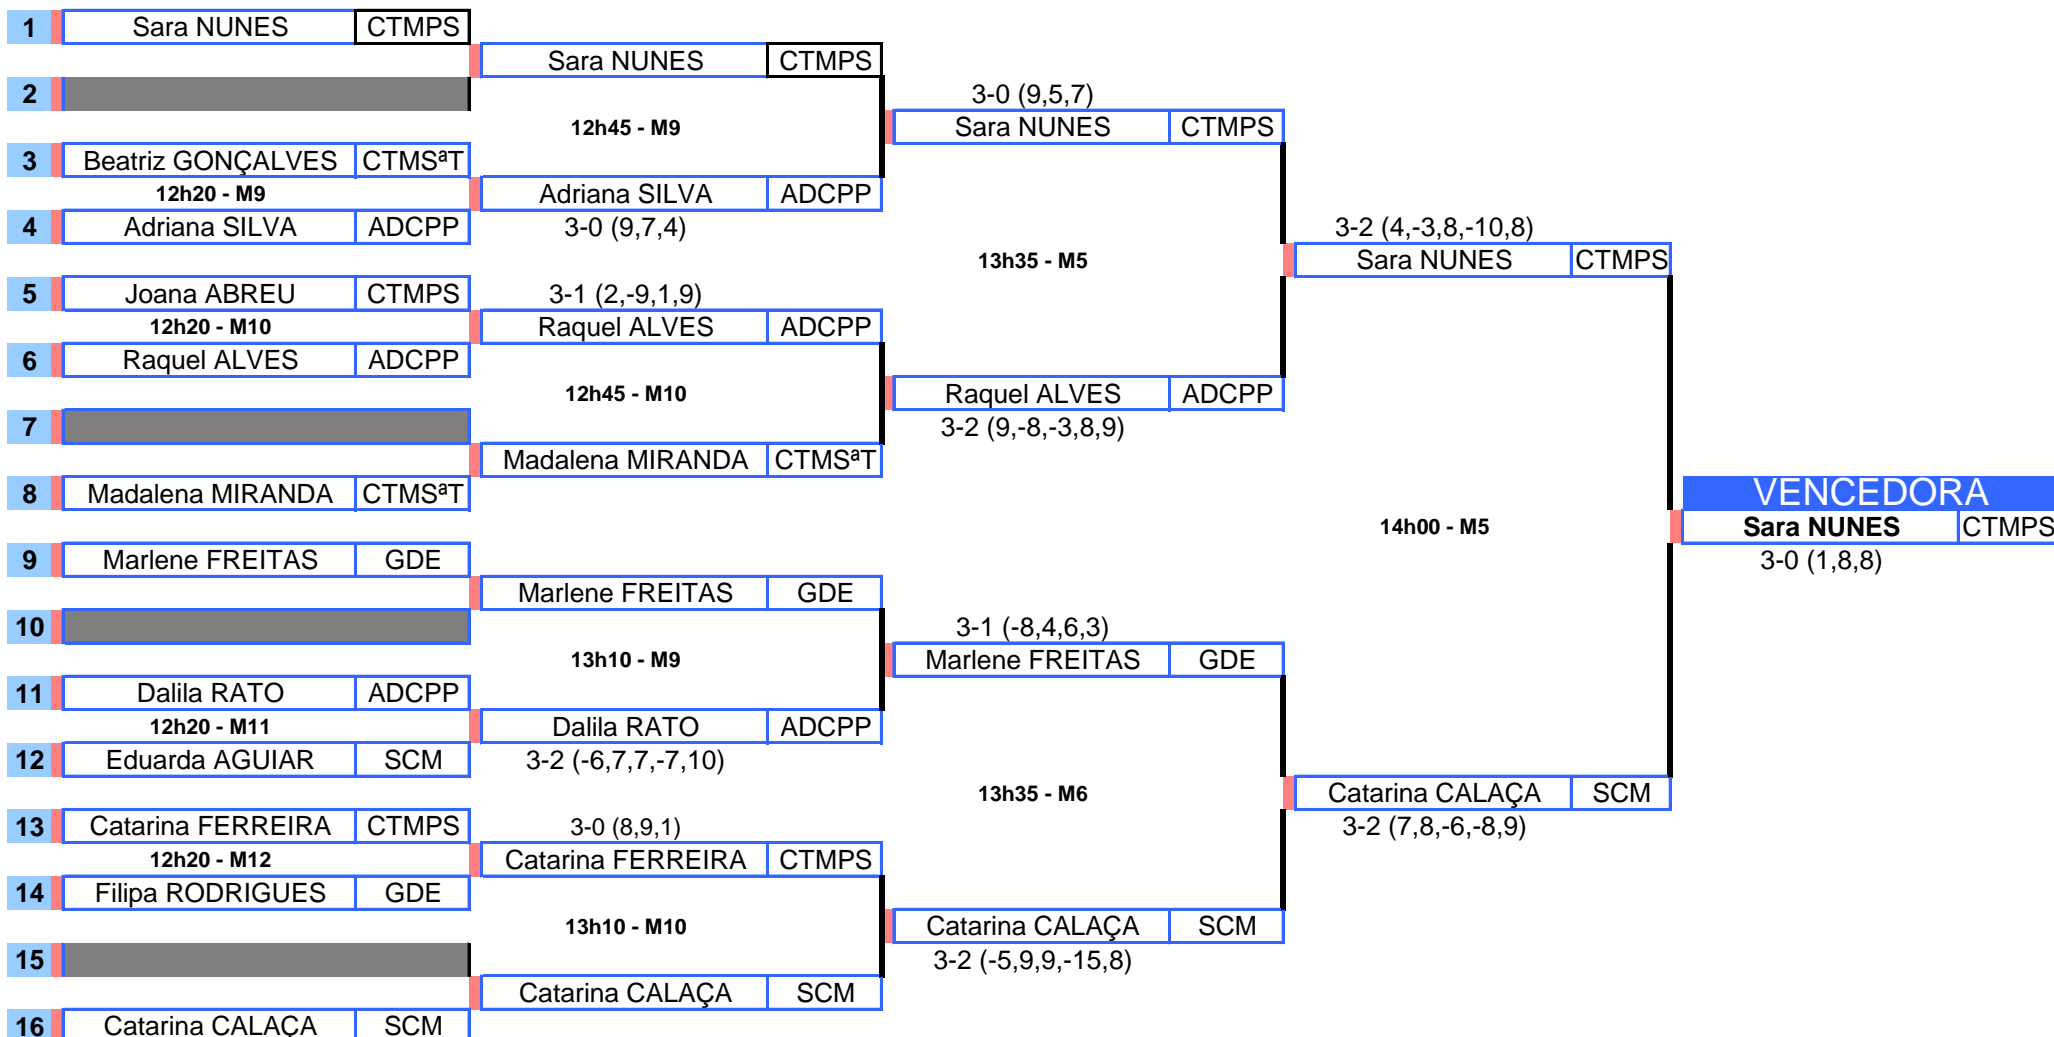 1 Sara NUNES CTMPS
Sara NUNES CTMPS
2 3-0 (9,5,7)
12h45 - M9 Sara NUNES CTMPS
3 Beatriz GONÇALVES CTMSªT
12h20 - M9 Adriana SILVA ADCPP
4 Adriana SILVA ADCPP 3-0 (9,7,4) 3-2 (4,-3,8,-10,8)
13h35 - M5 Sara NUNES CTMPS
5 Joana ABREU CTMPS 3-1 (2,-9,1,9)
12h20 - M10 Raquel ALVES ADCPP
6 Raquel ALVES ADCPP
12h45 - M10 Raquel ALVES ADCPP
7 3-2 (9,-8,-3,8,9)
Madalena MIRANDA CTMSªT
8 Madalena MIRANDA CTMSªT VENCEDORA
14h00 - M5 Sara NUNES CTMPS
9 Marlene FREITAS GDE 3-0 (1,8,8)
Marlene FREITAS GDE
10 3-1 (-8,4,6,3)
13h10 - M9 Marlene FREITAS GDE
11 Dalila RATO ADCPP
12h20 - M11 Dalila RATO ADCPP
12 Eduarda AGUIAR SCM 3-2 (-6,7,7,-7,10)
13h35 - M6 Catarina CALAÇA SCM
13 Catarina FERREIRA CTMPS 3-0 (8,9,1) 3-2 (7,8,-6,-8,9)
12h20 - M12 Catarina FERREIRA CTMPS
14 Filipa RODRIGUES GDE
13h10 - M10 Catarina CALAÇA SCM
15 3-2 (-5,9,9,-15,8)
Catarina CALAÇA SCM
16 Catarina CALAÇA SCM